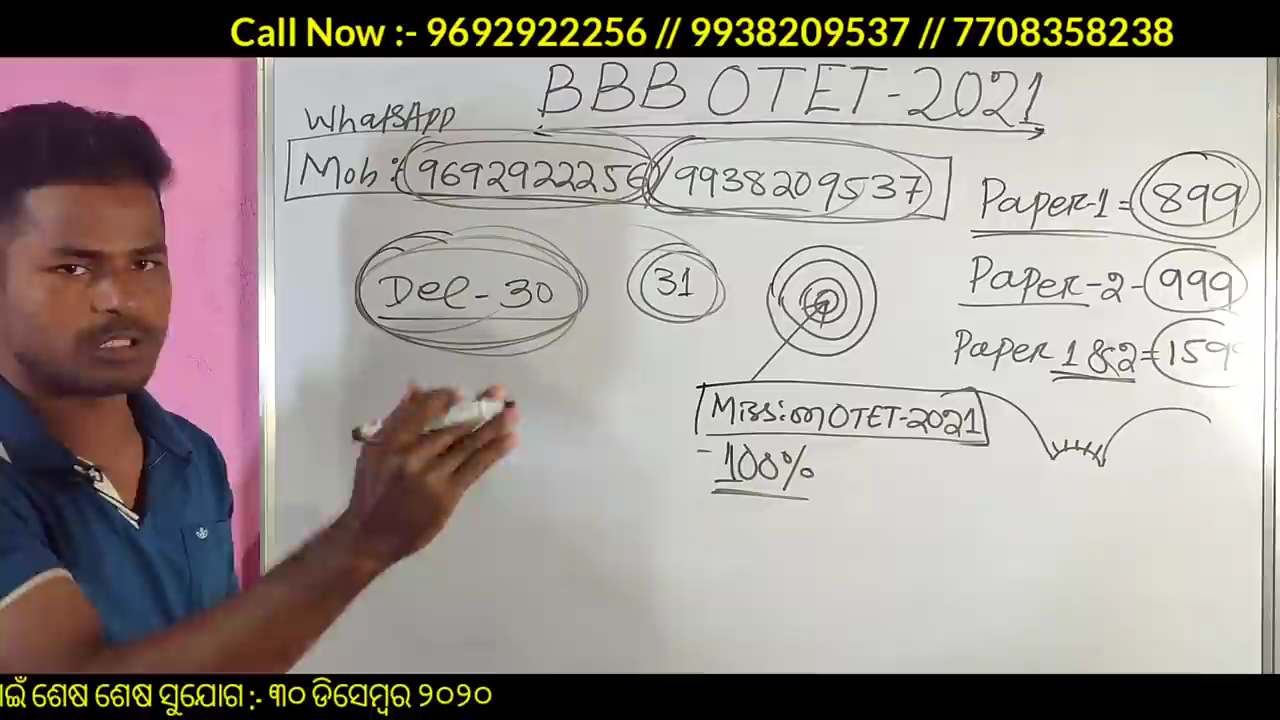 Call Now :- 9692922256 // 9938209537 // 7708358238
BBB OTET-2021
WhatsApp
Mob: 9692922256/9938209537
Paper-1 = 899
Dec-30 31
Paper-2-999
Paper 1 &2=1599
Mission OTET-2021
-100%
ପାଇଁ ଶେଷ ଶେଷ ସୁଯୋଗ :- ୩୦ ଡିସେମ୍ବର ୨୦୨୦